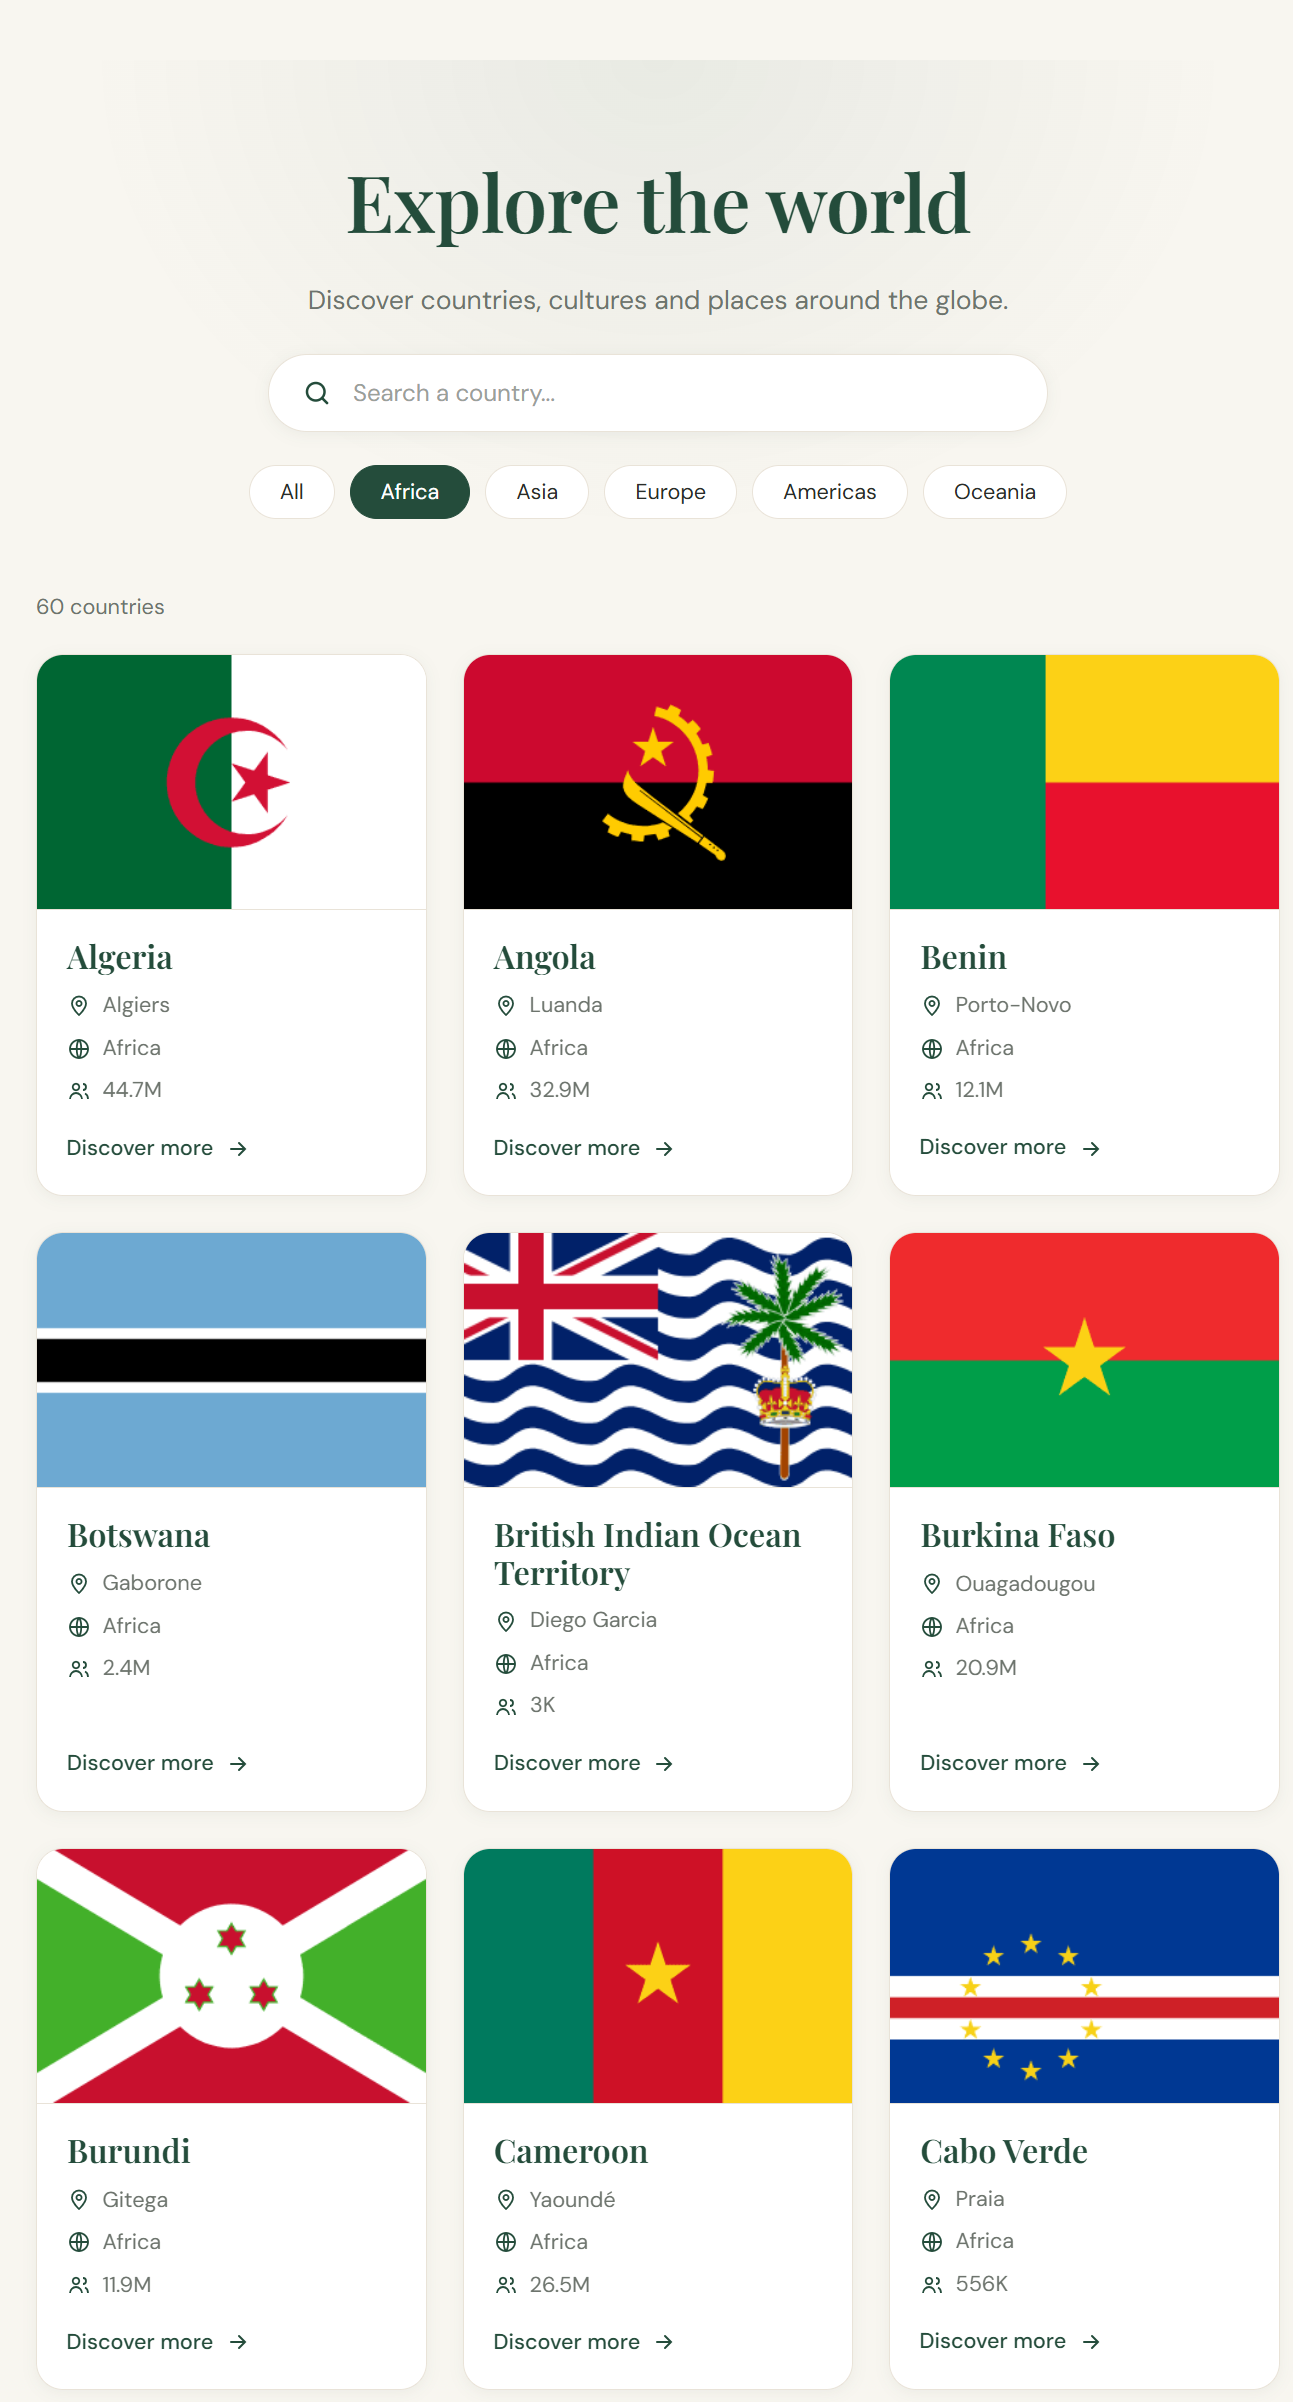 Explore the world
Discover countries, cultures and places around the globe.
Search a country...
All
Africa
Asia
Europe
Americas
Oceania
60 countries
Algeria
Algiers
Africa
44.7M
Discover more
Angola
Luanda
Africa
32.9M
Discover more
Benin
Porto-Novo
Africa
12.1M
Discover more
Botswana
Gaborone
Africa
2.4M
Discover more
British Indian Ocean
Territory
Diego Garcia
Africa
3K
Discover more
Burkina Faso
Ouagadougou
Africa
20.9M
Discover more
Burundi
Gitega
Africa
11.9M
Discover more
Cameroon
Yaoundé
Africa
26.5M
Discover more
Cabo Verde
Praia
Africa
556K
Discover more